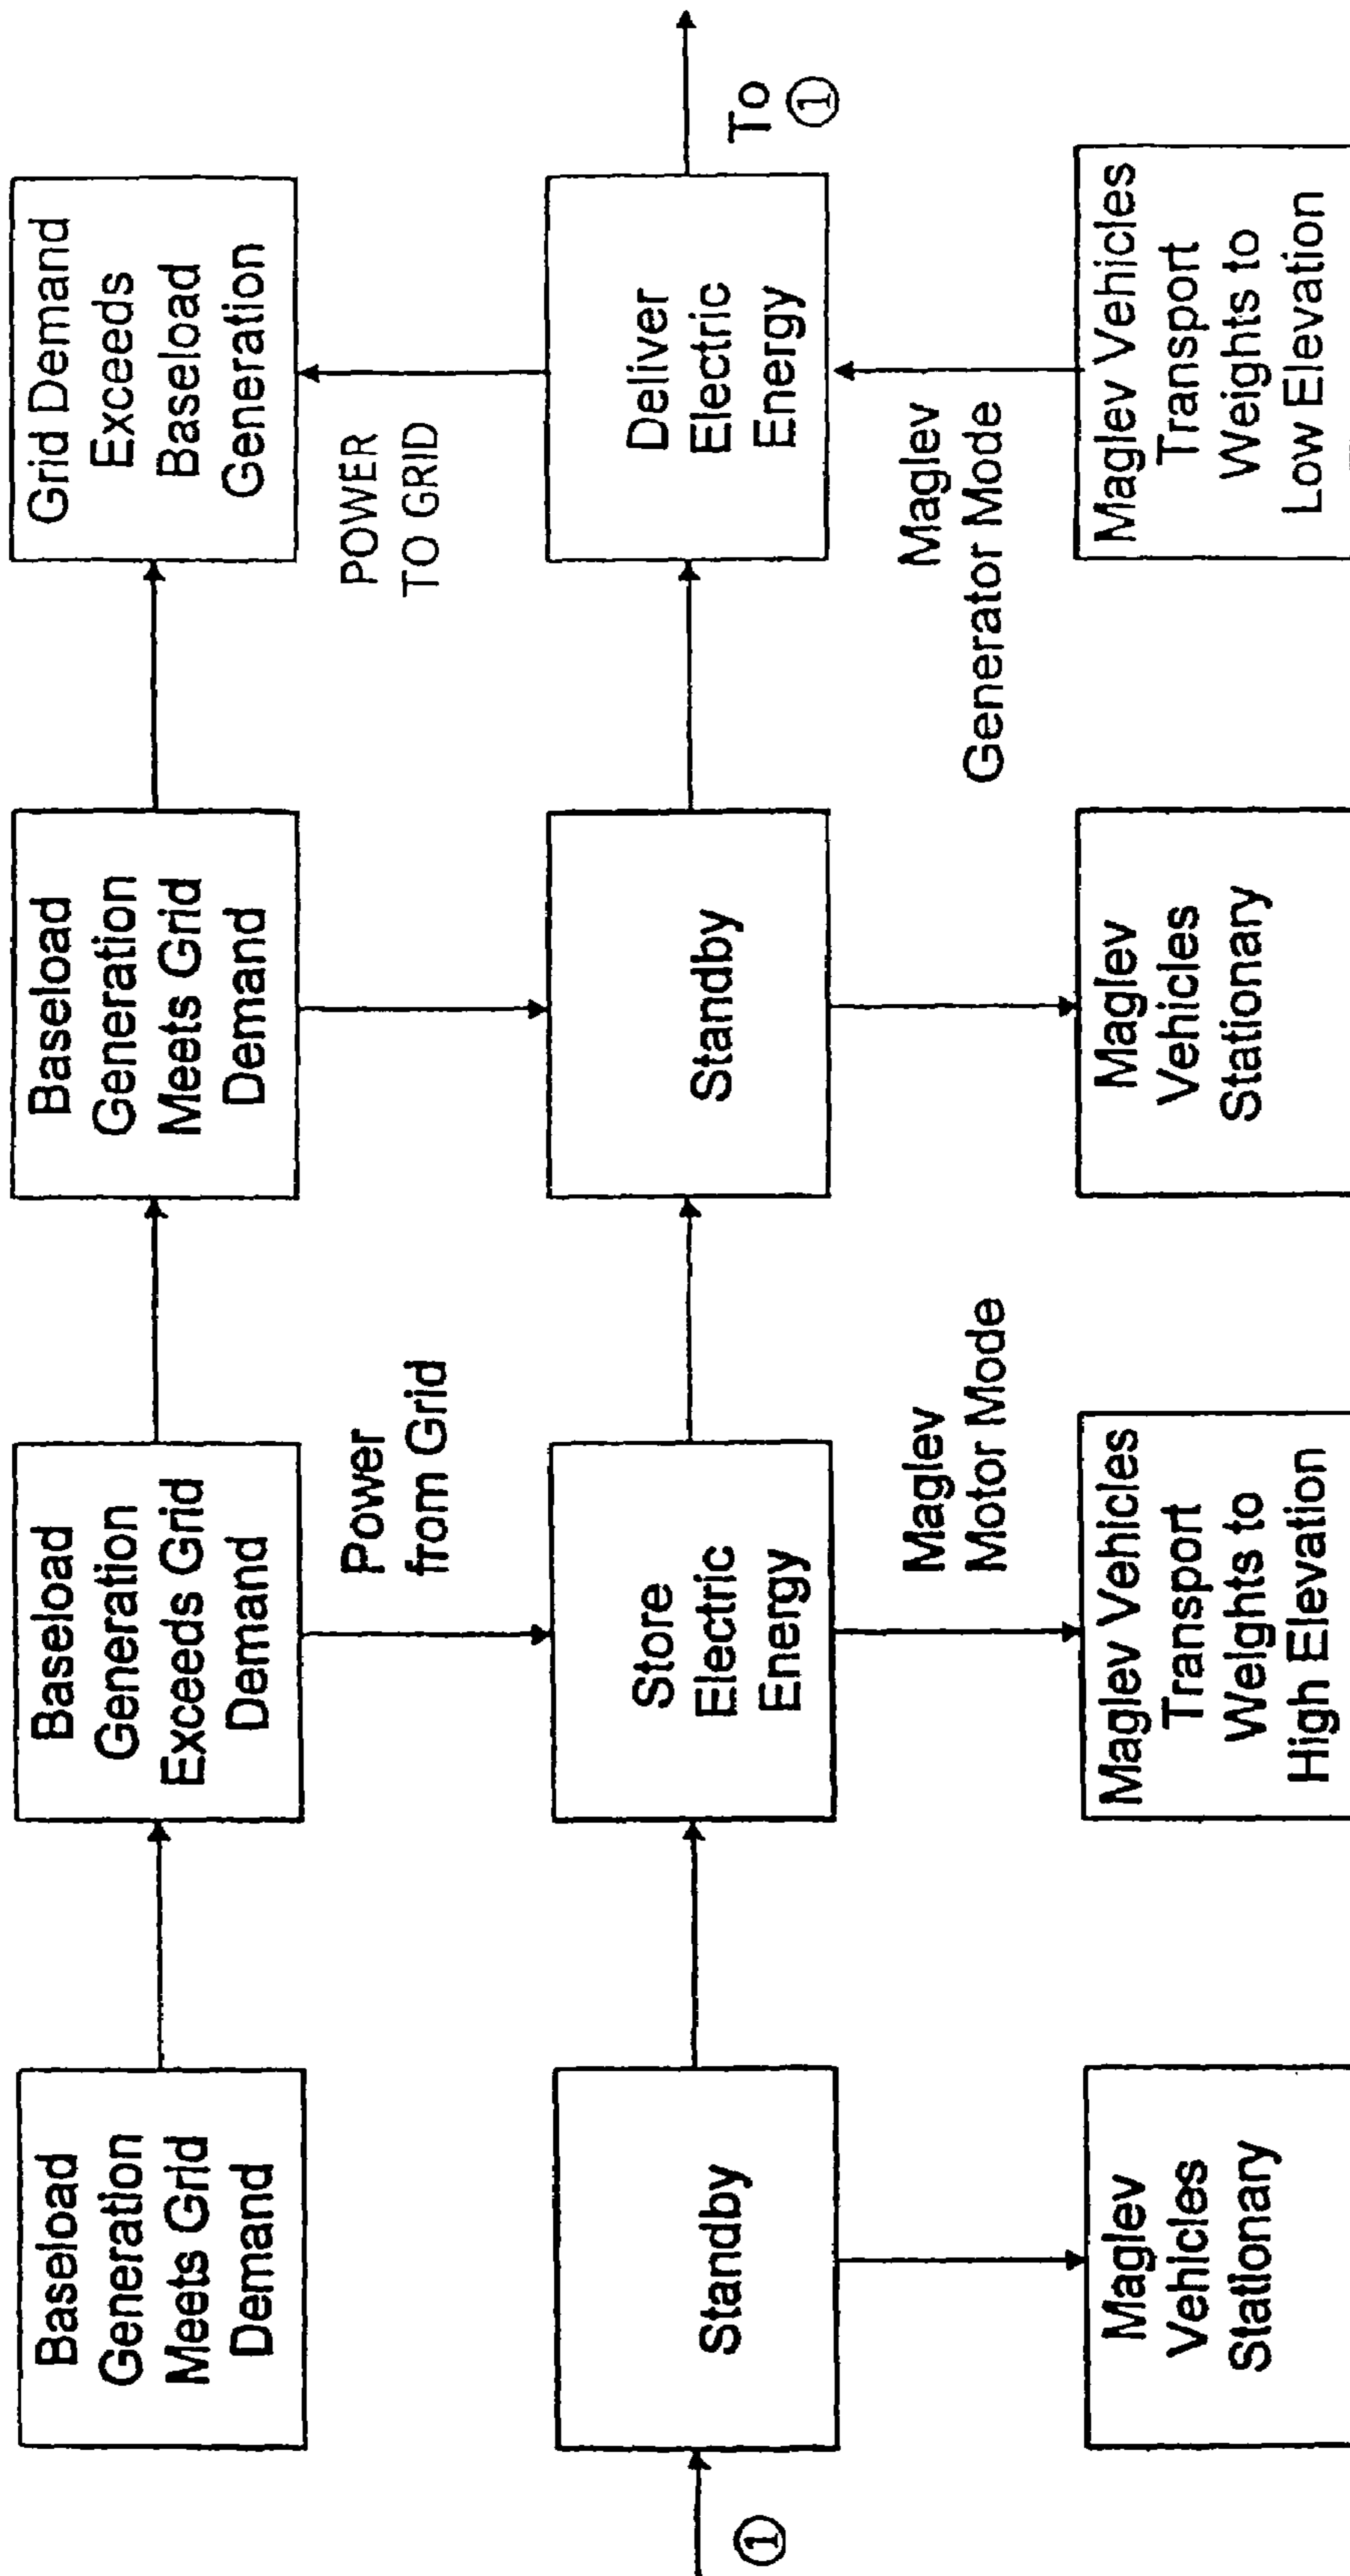 Baseload
Generation
Meets Grid
Demand
Baseload
Generation
Exceeds Grid
Demand
Baseload
Generation
Meets Grid
Demand
Grid Demand
Exceeds
Baseload
Generation
Power
from Grid
POWER
TO GRID
①
Standby
Store
Electric
Energy
Standby
Deliver
Electric
Energy
To
①
Maglev
Motor Mode
Maglev
Generator Mode
Maglev
Vehicles
Stationary
Maglev Vehicles
Transport
Weights to
High Elevation
Maglev
Vehicles
Stationary
Maglev Vehicles
Transport
Weights to
Low Elevation